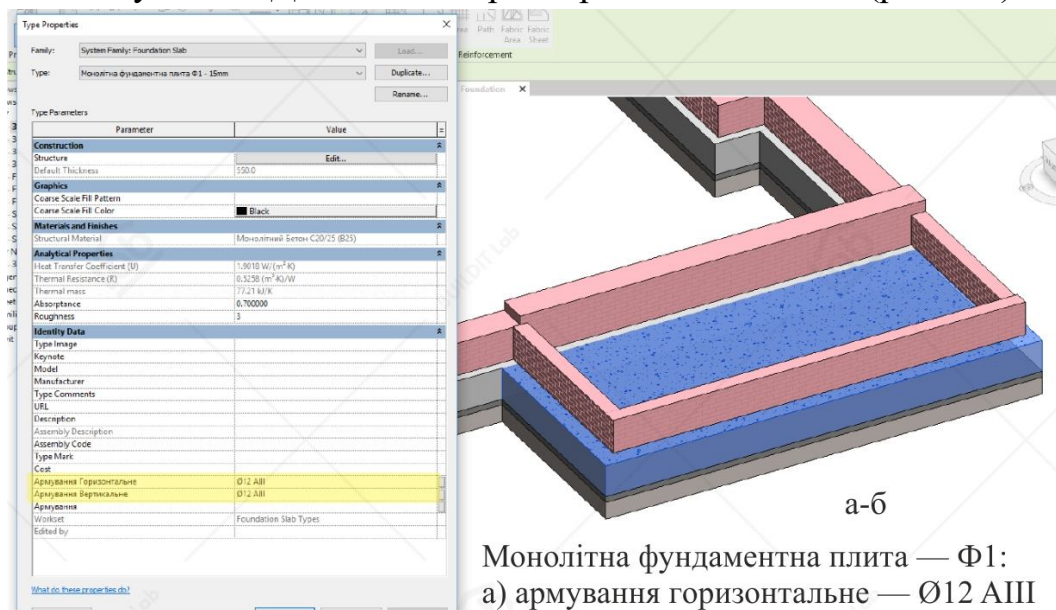 (р
Type Properties
Family: System Family: Foundation Slab Load...
Type: Монолітна фундаментна плита Ф1 - 15mm Duplicate...
Rename...
Type Parameters
Parameter Value =
Construction
Structure Edit...
Default Thickness 550.0
Graphics
Coarse Scale Fill Pattern
Coarse Scale Fill Color Black
Materials and Finishes
Structural Material Монолітний Бетон С20/25 (В25)
Analytical Properties
Heat Transfer Coefficient (U) 1.9018 W/(m²·K)
Thermal Resistance (R) 0.5258 (m²·K)/W
Thermal mass 77.21 kJ/K
Absorptance 0.700000
Roughness 3
Identity Data
Type Image
Keynote
Model
Manufacturer
Type Comments
URL
Description
Assembly Description
Assembly Code
Type Mark
Cost
Армування Горизонтальне Ø12 АІІІ
Армування Вертикальне Ø12 АІІІ
Армування
Workset Foundation Slab Types
Edited by
What do these properties do?
Path Fabric Area Fabric Sheet
Reinforcement
Foundation X
а-б
Монолітна фундаментна плита — Ф1:
а) армування горизонтальне — Ø12 АІІІ